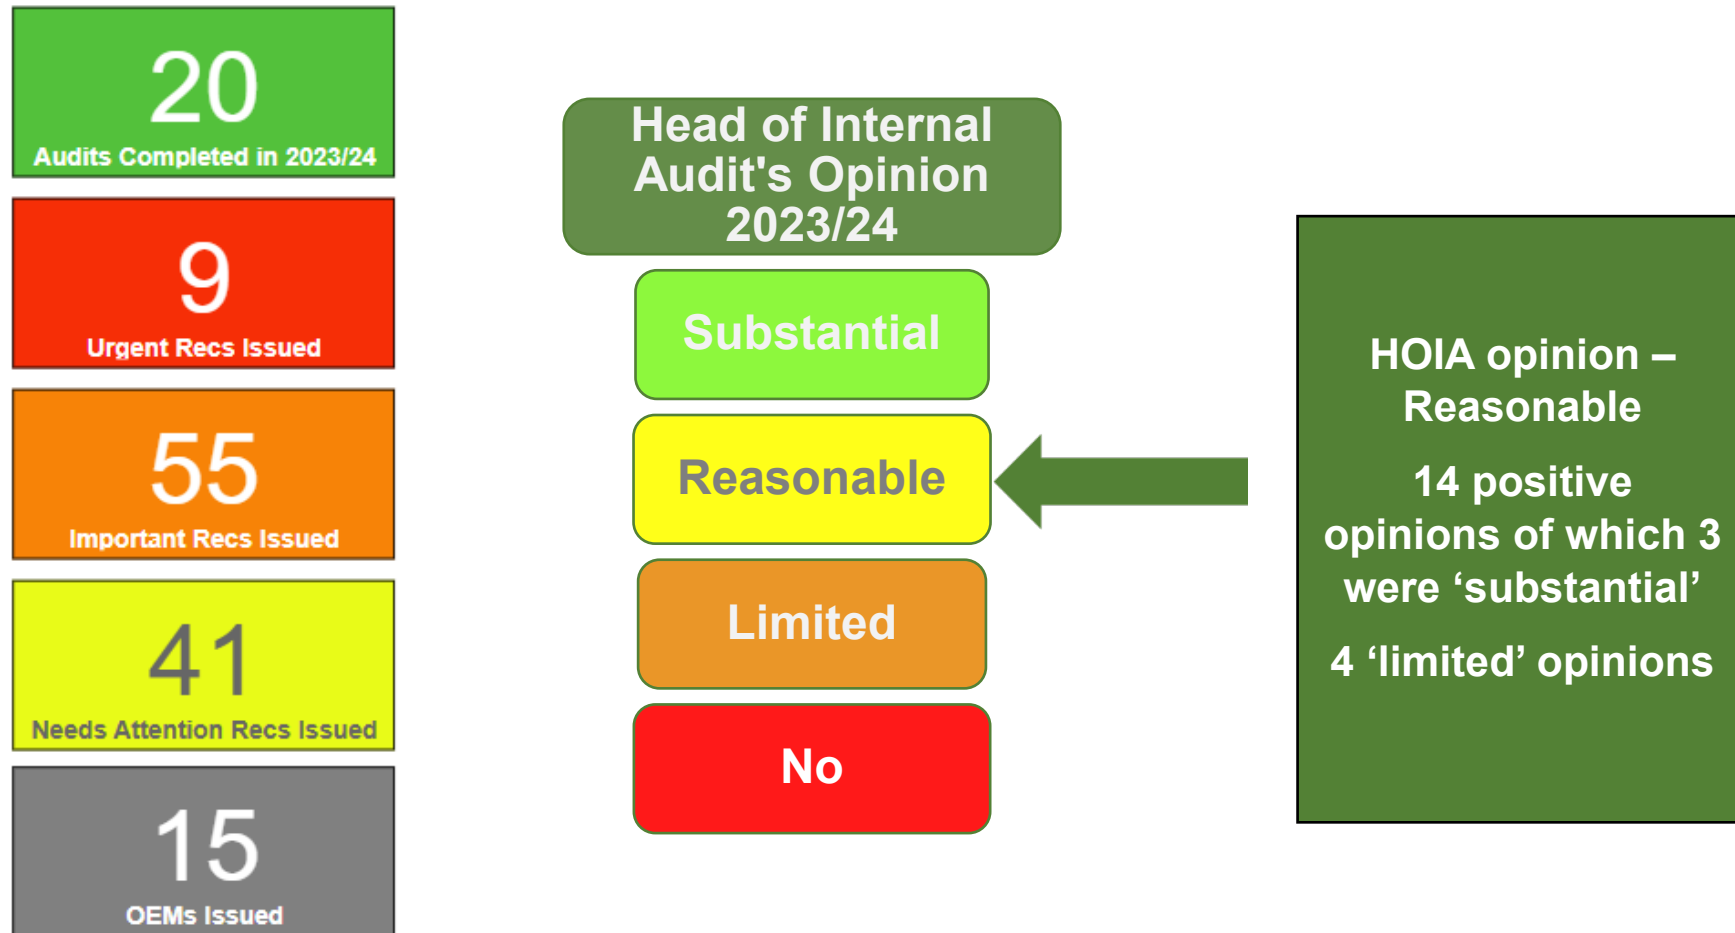 20
Audits Completed in 2023/24
9
Urgent Recs Issued
55
Important Recs Issued
41
Needs Attention Recs Issued
15
OEMs Issued
Head of Internal
Audit's Opinion
2023/24
Substantial
Reasonable
Limited
No
HOIA opinion –
Reasonable
14 positive
opinions of which 3
were ‘substantial’
4 ‘limited’ opinions